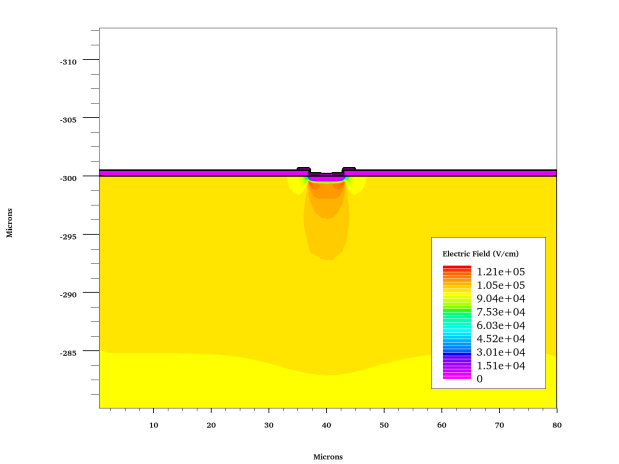 -310
-305
-300
-295
-290
-285
Microns
10 20 30 40 50 60 70 80
Microns
Electric Field (V/cm)
1.21e+05
1.05e+05
9.04e+04
7.53e+04
6.03e+04
4.52e+04
3.01e+04
1.51e+04
0